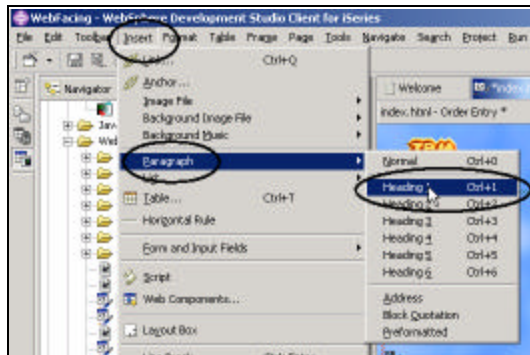 WebFacing - WebSphere Development Studio Client for iSeries
File Edit Toolbar Insert Format Table Frame Page Tools Navigate Search Project Run
Link... Ctrl+Q
Navigator
Anchor...
Welcome
Image File
index.html - Order Entry *
Background Image File
Background Music
IBM
Paragraph
Normal Ctrl+0
List
Heading 1 Ctrl+1
Table... Ctrl+T
Heading 2 Ctrl+2
Horizontal Rule
Heading 3 Ctrl+3
Heading 4 Ctrl+4
Form and Input Fields
Heading 5 Ctrl+5
Heading 6 Ctrl+6
Script
Web Components...
Address
Block Quotation
Layout Box
Preformatted